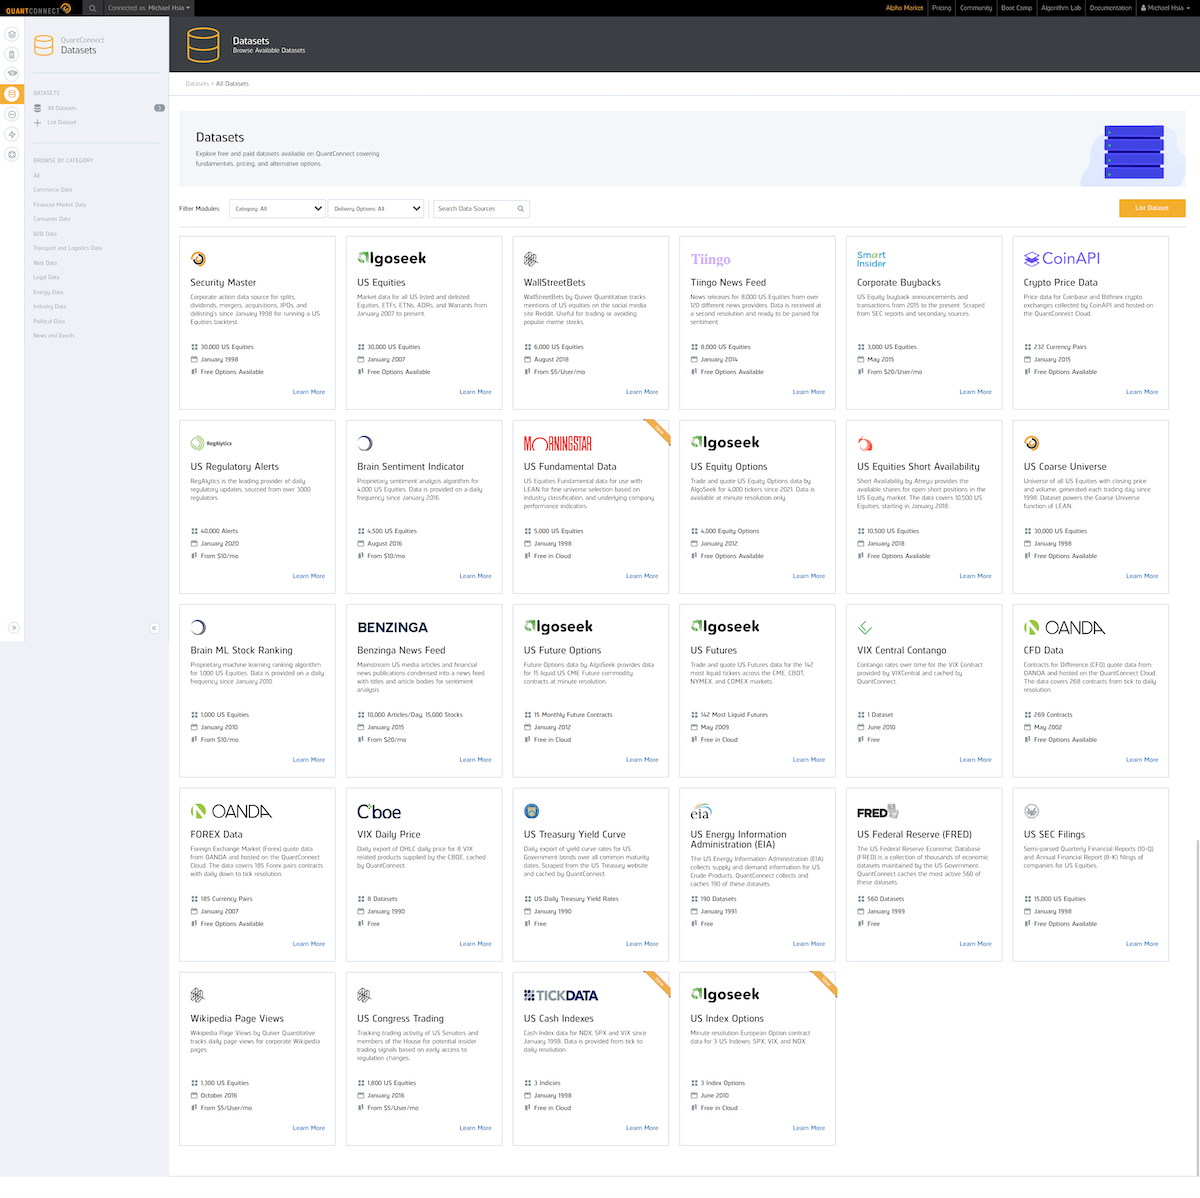 QUANTCONNECT
Connected as: Michael Hsia
Alpha Market
Pricing
Community
Boot Camp
Algorithm Lab
Documentation
Michael Hsia
QuantConnect
Datasets
DATASETS
All Datasets
3
List Dataset
BROWSE BY CATEGORY
All
Commerce Data
Financial Market Data
Consumer Data
B2B Data
Transport and Logistics Data
Web Data
Legal Data
Energy Data
Industry Data
Political Data
News and Events
Datasets
Browse Available Datasets
Datasets > All Datasets
Datasets
Explore free and paid datasets available on QuantConnect covering
fundamentals, pricing, and alternative options.
Filter Modules:
Category: All
Delivery Options: All
Search Data Sources
List Dataset
Security Master
Corporate action data source for splits,
dividends, mergers, acquisitions, IPOs, and
delisting's since January 1998 for running a US
Equities backtest.
30,000 US Equities
January 1998
Free Options Available
Learn More
algoseek
US Equities
Market data for all US listed and delisted
Equities, ETFs, ETNs, ADRs, and Warrants from
January 2007 to present.
30,000 US Equities
January 2007
Free Options Available
Learn More
WallStreetBets
WallStreetBets by Quiver Quantitative tracks
mentions of US equities on the social media
site Reddit. Useful for trading or avoiding
popular meme stocks.
6,000 US Equities
August 2018
From $5/User/mo
Learn More
Tiingo
Tiingo News Feed
News releases for 8,000 US Equities from over
120 different news providers. Data is received at
a second resolution and ready to be parsed for
sentiment.
8,000 US Equities
January 2014
Free Options Available
Learn More
Smart
Insider
Corporate Buybacks
US Equity buyback announcements and
transactions from 2015 to the present. Scraped
from SEC reports and secondary sources.
3,000 US Equities
May 2015
From $20/User/mo
Learn More
CoinAPI
Crypto Price Data
Price data for Coinbase and Bitfinex crypto
exchanges collected by CoinAPI and hosted on
the QuantConnect Cloud.
232 Currency Pairs
January 2015
Free Options Available
Learn More
RegAlytics
US Regulatory Alerts
RegAlytics is the leading provider of daily
regulatory updates, sourced from over 3000
regulators.
40,000 Alerts
January 2020
From $10/mo
Learn More
Brain Sentiment Indicator
Proprietary sentiment analysis algorithm for
4,000 US Equities. Data is provided on a daily
frequency since January 2016.
4,500 US Equities
August 2016
From $10/mo
Learn More
MORNINGSTAR
US Fundamental Data
US Equities Fundamental data for use with
LEAN for fine universe selection based on
industry classification, and underlying company
performance indicators.
5,000 US Equities
January 1998
Free in Cloud
Learn More
algoseek
US Equity Options
Trade and quote US Equity Options data by
AlgoSeek for 4,000 tickers since 2021. Data is
available at minute resolution only.
4,000 Equity Options
January 2012
Free Options Available
Learn More
US Equities Short Availability
Short Availability by Atreyu provides the
available shares for open short positions in the
US Equity market. The data covers 10,500 US
Equities, starting in January 2018.
10,500 US Equities
January 2018
Free Options Available
Learn More
US Coarse Universe
Universe of all US Equities with closing price
and volume, generated each trading day since
1998. Dataset powers the Coarse Universe
function of LEAN.
30,000 US Equities
January 1998
Free Options Available
Learn More
Brain ML Stock Ranking
Proprietary machine learning ranking algorithm
for 1,000 US Equities. Data is provided on a daily
frequency since January 2010.
1,000 US Equities
January 2010
From $10/mo
Learn More
BENZINGA
Benzinga News Feed
Mainstream US media articles and financial
news publications condensed into a news feed
with titles and article bodies for sentiment
analysis
10,000 Articles/Day, 15,000 Stocks
January 2015
From $20/mo
Learn More
algoseek
US Future Options
Future Options data by AlgoSeek provides data
for 15 liquid US CME Future commodity
contracts at minute resolution.
15 Monthly Future Contracts
January 2012
Free in Cloud
Learn More
algoseek
US Futures
Trade and quote US Futures data for the 142
most liquid tickers across the CME, CBOT,
NYMEX, and COMEX markets.
142 Most Liquid Futures
May 2009
Free in Cloud
Learn More
VIX Central Contango
Contango rates over time for the VIX Contract
provided by VIXCentral and cached by
QuantConnect
1 Dataset
June 2010
Free
Learn More
OANDA
CFD Data
Contracts for Difference (CFD) quote data from
OANDA and hosted on the QuantConnect Cloud.
The data covers 268 contracts from tick to daily
resolution.
269 Contracts
May 2002
Free Options Available
Learn More
OANDA
FOREX Data
Foreign Exchange Market (Forex) quote data
from OANDA and hosted on the QuantConnect
Cloud. The data covers 185 Forex pairs contracts
with daily down to tick resolution.
185 Currency Pairs
January 2007
Free Options Available
Learn More
Cboe
VIX Daily Price
Daily export of OHLC daily price for 8 VIX
related products supplied by the CBOE, cached
by QuantConnect.
8 Datasets
January 1990
Free
Learn More
US Treasury Yield Curve
Daily export of yield curve rates for US
Government bonds over all common maturity
dates. Scraped from the US Treasury website
and cached by QuantConnect.
US Daily Treasury Yield Rates
January 1990
Free
Learn More
eia
US Energy Information
Administration (EIA)
The US Energy Information Administration (EIA)
collects supply and demand information for US
Crude Products. QuantConnect collects and
caches 190 of these datasets.
190 Datasets
January 1991
Free
Learn More
FRED
US Federal Reserve (FRED)
The US Federal Reserve Economic Database
(FRED) is a collection of thousands of economic
datasets maintained by the US Government
QuantConnect caches the most active 560 of
these datasets.
560 Datasets
January 1999
Free
Learn More
US SEC Filings
Semi-parsed Quarterly Financial Reports (10-Q)
and Annual Financial Report (8-K) filings of
companies for US Equities.
15,000 US Equities
January 1998
Free Options Available
Learn More
Wikipedia Page Views
Wikipedia Page Views by Quiver Quantitative
tracks daily page views for corporate Wikipedia
pages.
1,300 US Equities
October 2016
From $5/User/mo
Learn More
US Congress Trading
Tracking trading activity of US Senators and
members of the House for potential insider
trading signals based on early access to
regulation changes.
1,800 US Equities
January 2016
From $5/User/mo
Learn More
TICKDATA
US Cash Indexes
Cash Index data for NDX, SPX and VIX since
January 1998. Data is provided from tick to
daily resolution.
3 Indicies
January 1998
Free in Cloud
Learn More
algoseek
US Index Options
Minute resolution European Option contract
data for 3 US Indexes: SPX, VIX, and NDX.
3 Index Options
June 2010
Free in Cloud
Learn More